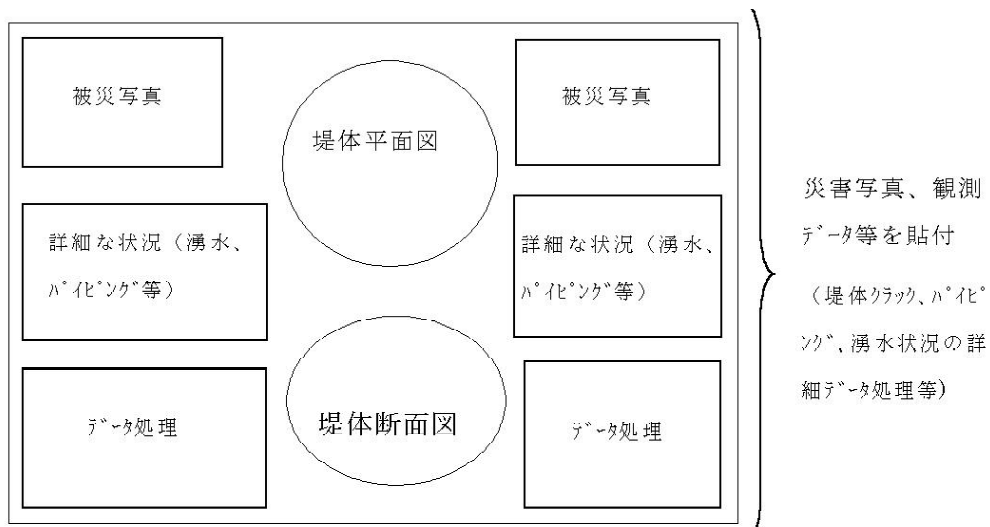 被災写真
堤体平面図
被災写真
詳細な状況（湧水、
ﾊﾟｲﾋﾟﾝｸﾞ等）
詳細な状況（湧水、
ﾊﾟｲﾋﾟﾝｸﾞ等）
ﾃﾞｰﾀ処理
堤体断面図
ﾃﾞｰﾀ処理
災害写真、観測
ﾃﾞｰﾀ等を貼付
（堤体ｸﾗｯｸ、ﾊﾟｲﾋﾟ
ﾝｸﾞ、湧水状況の詳
細ﾃﾞｰﾀ処理等）